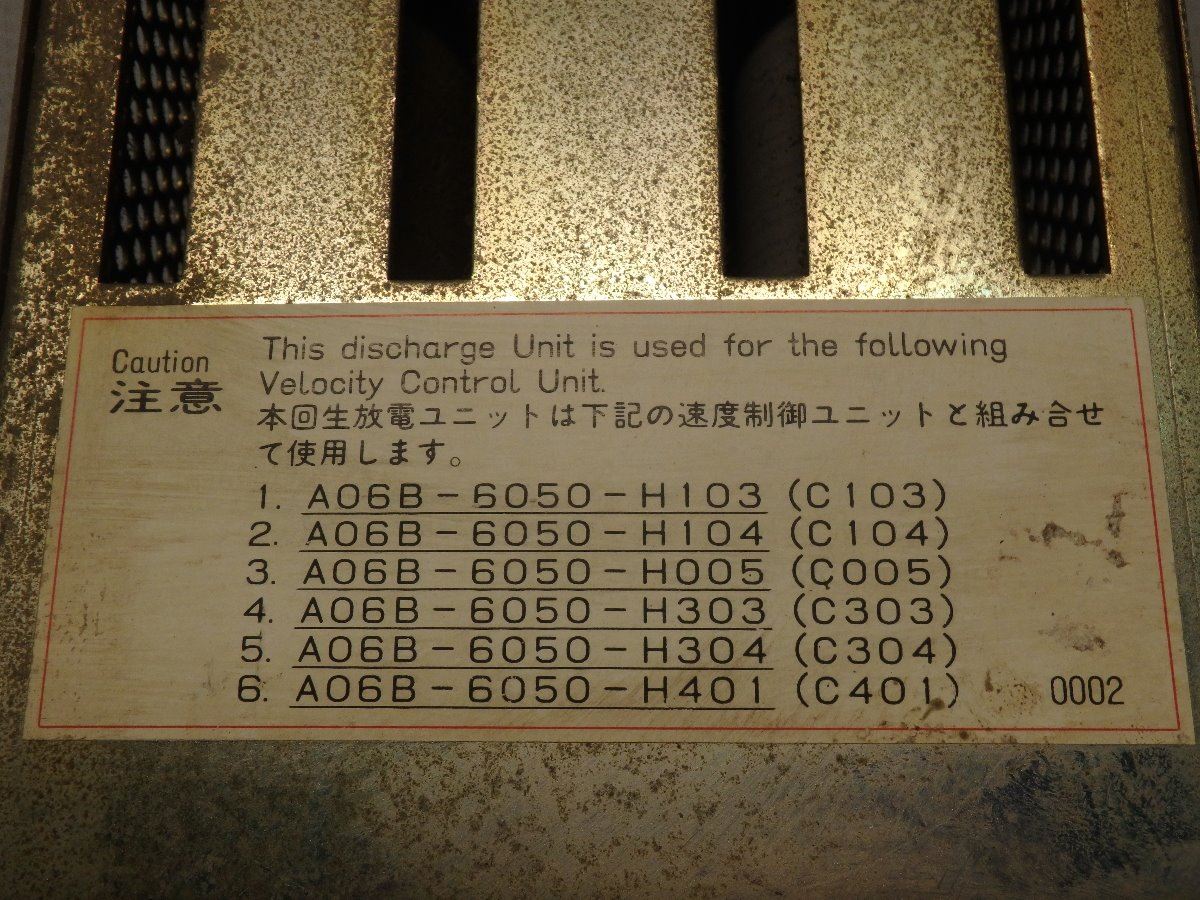 Caution
注意
This discharge Unit is used for the following
Velocity Control Unit.
本回生放電ユニットは下記の速度制御ユニットと組み合せ
て使用します。
1. A06B-6050-H103 (C103)
2. A06B-6050-H104 (C104)
3. A06B-6050-H005 (C005)
4. A06B-6050-H303 (C303)
5. A06B-6050-H304 (C304)
6. A06B-6050-H401 (C401)
0002